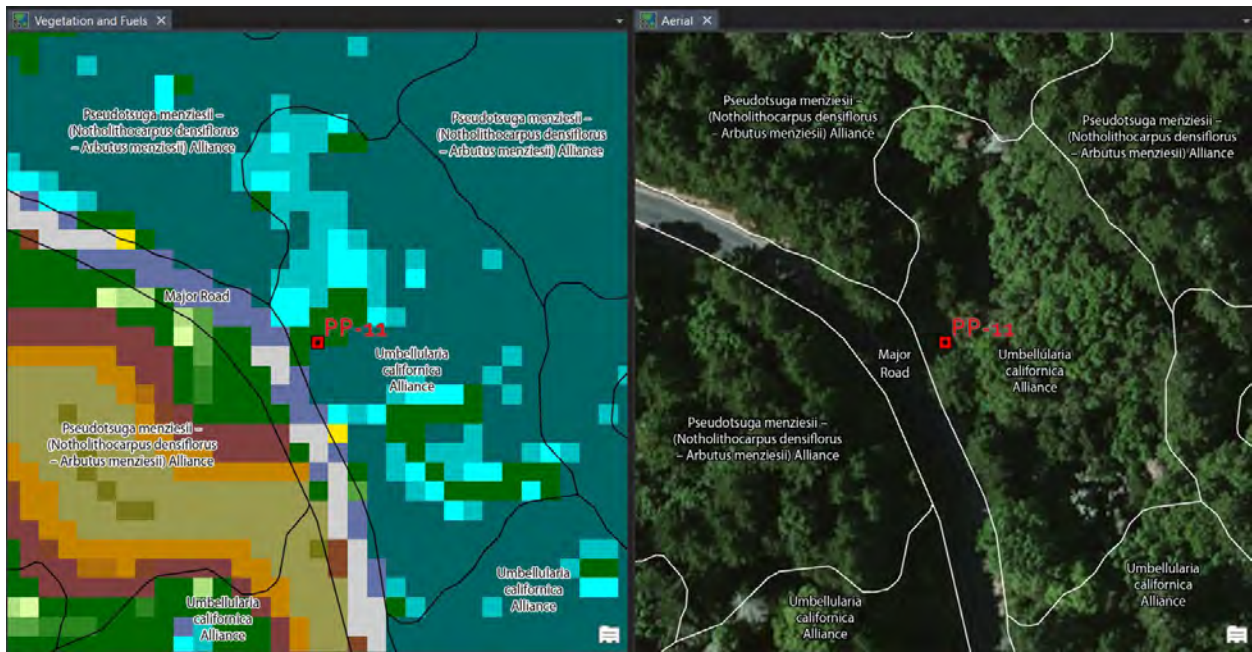 Vegetation and Fuels
Pseudotsuga menziesii –
(Notholithocarpus densiflorus
– Arbutus menziesii) Alliance
Pseudotsuga menziesii –
(Notholithocarpus densiflorus
– Arbutus menziesii) Alliance
Major Road
PP-11
Umbellularia
californica
Alliance
Pseudotsuga menziesii –
(Notholithocarpus densiflorus
– Arbutus menziesii) Alliance
Umbellularia
californica
Alliance
Umbellularia
californica
Alliance
Aerial
Pseudotsuga menziesii –
(Notholithocarpus densiflorus
– Arbutus menziesii) Alliance
Pseudotsuga menziesii –
(Notholithocarpus densiflorus
– Arbutus menziesii) Alliance
PP-11
Major
Road
Umbellularia
californica
Alliance
Pseudotsuga menziesii –
(Notholithocarpus densiflorus
– Arbutus menziesii) Alliance
Umbellularia
californica
Alliance
Umbellularia
californica
Alliance